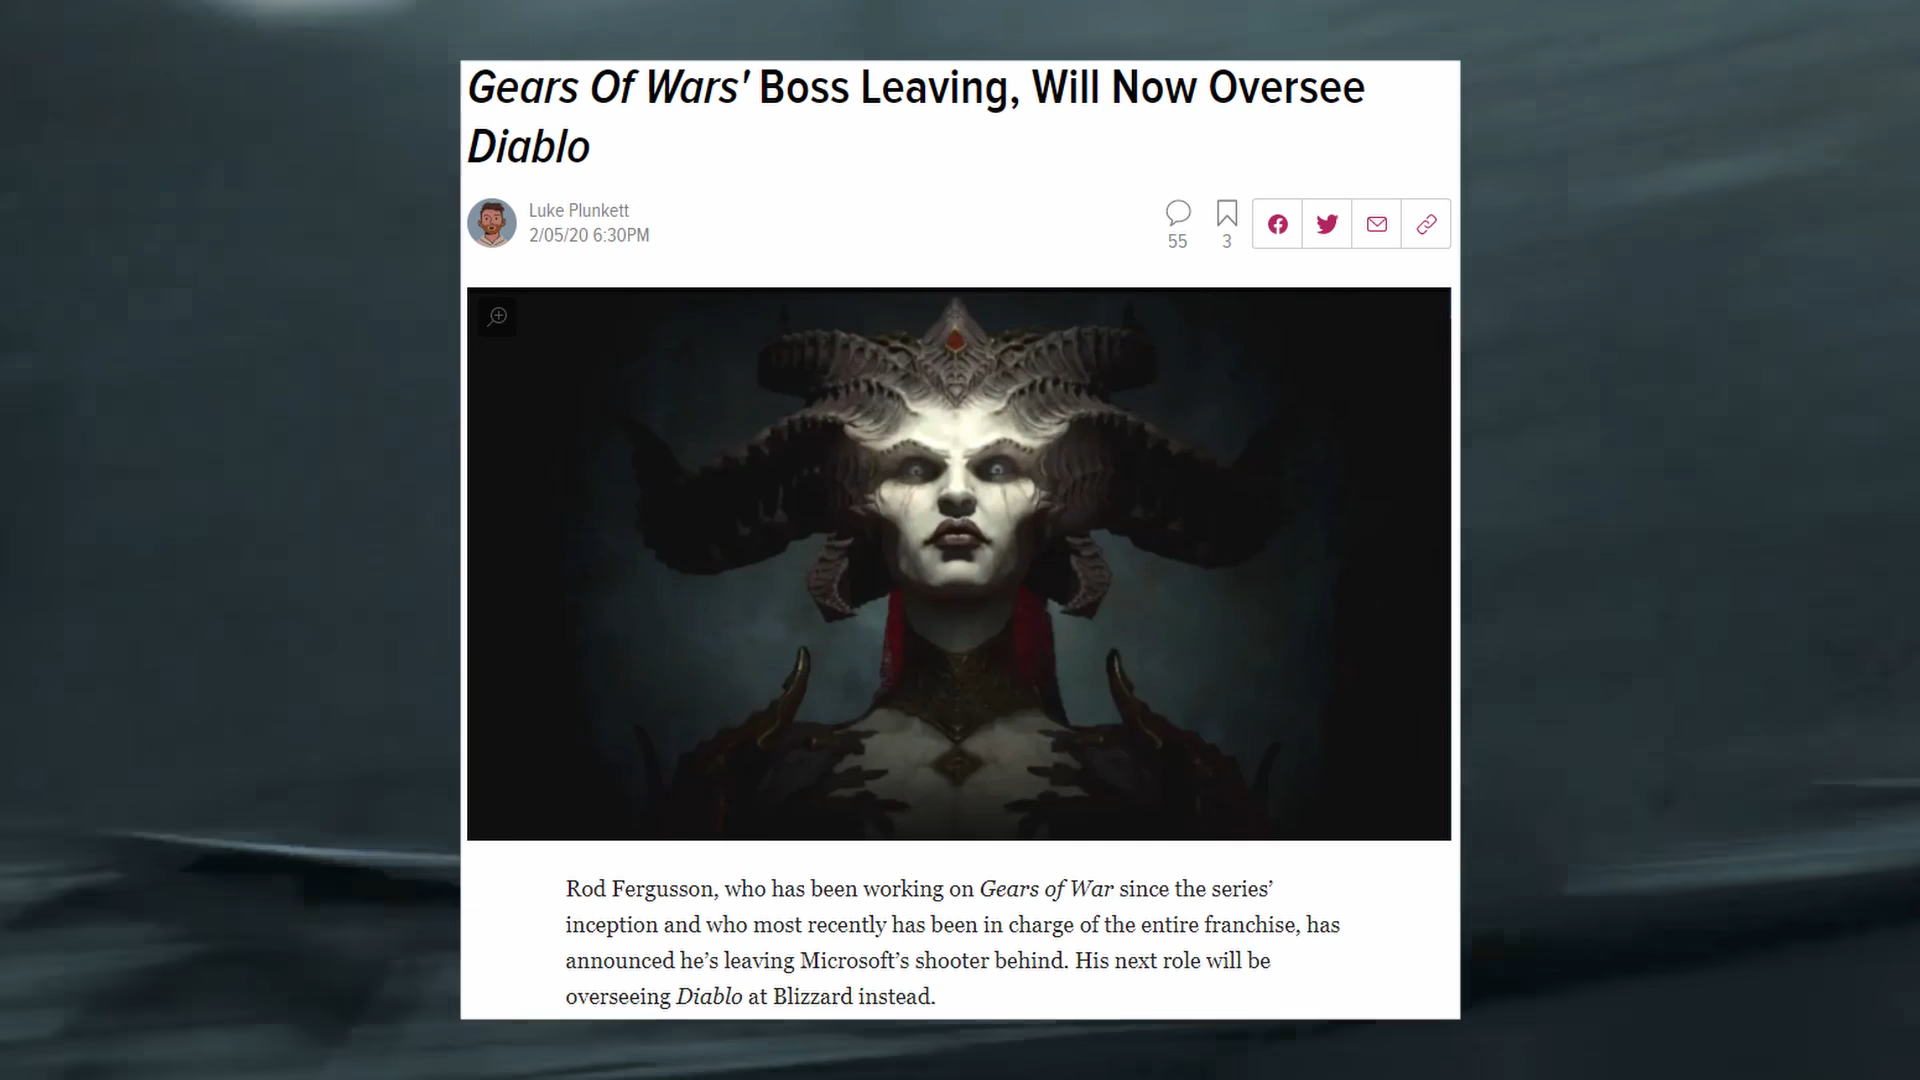 Gears Of Wars' Boss Leaving, Will Now Oversee
Diablo
Luke Plunkett
2/05/20 6:30PM
55
3
Rod Fergusson, who has been working on Gears of War since the series’
inception and who most recently has been in charge of the entire franchise, has
announced he’s leaving Microsoft’s shooter behind. His next role will be
overseeing Diablo at Blizzard instead.